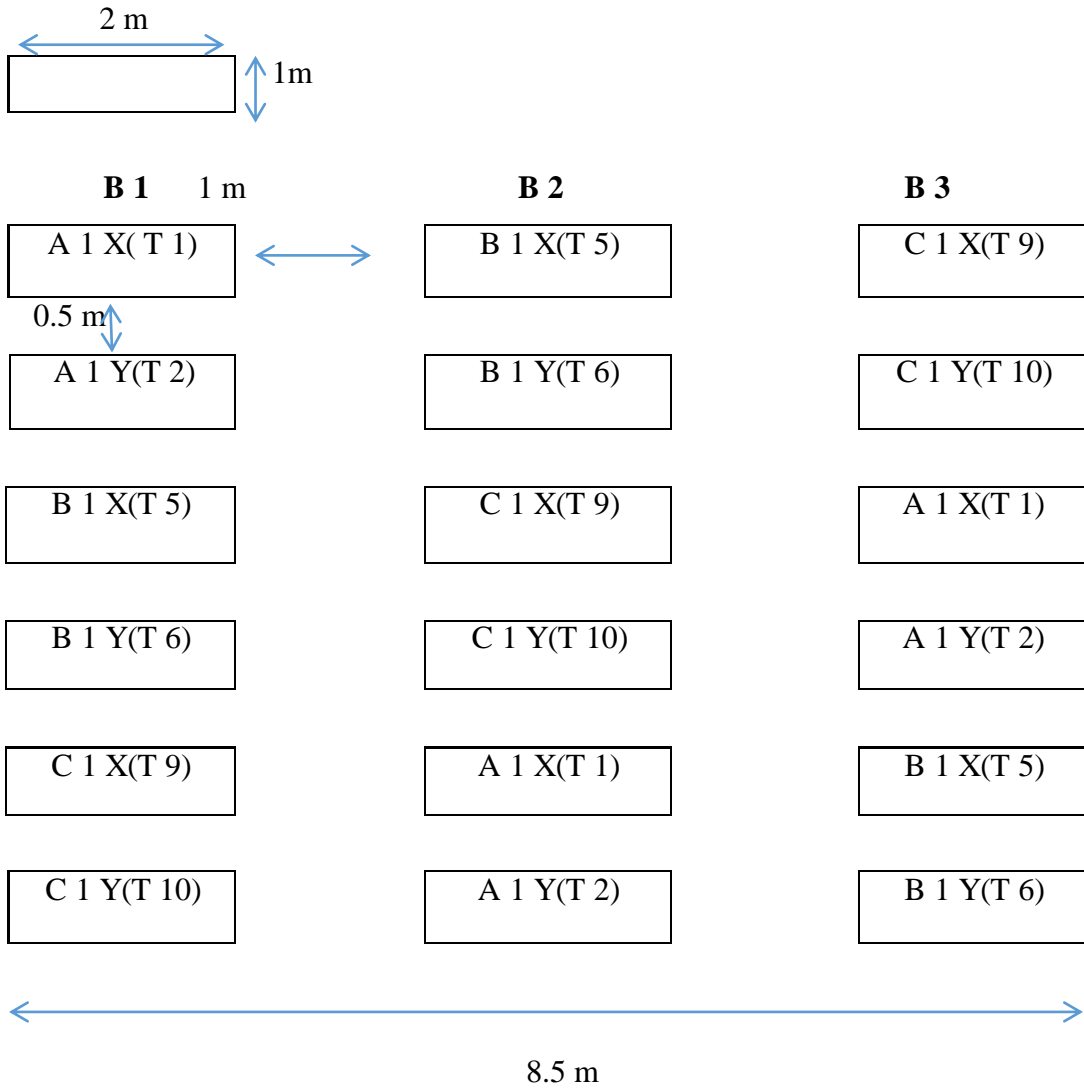 2 m
1m
B 1 1 m B 2 B 3
A 1 X( T 1) B 1 X(T 5) C 1 X(T 9)
0.5 m
A 1 Y(T 2) B 1 Y(T 6) C 1 Y(T 10)
B 1 X(T 5) C 1 X(T 9) A 1 X(T 1)
B 1 Y(T 6) C 1 Y(T 10) A 1 Y(T 2)
C 1 X(T 9) A 1 X(T 1) B 1 X(T 5)
C 1 Y(T 10) A 1 Y(T 2) B 1 Y(T 6)
8.5 m